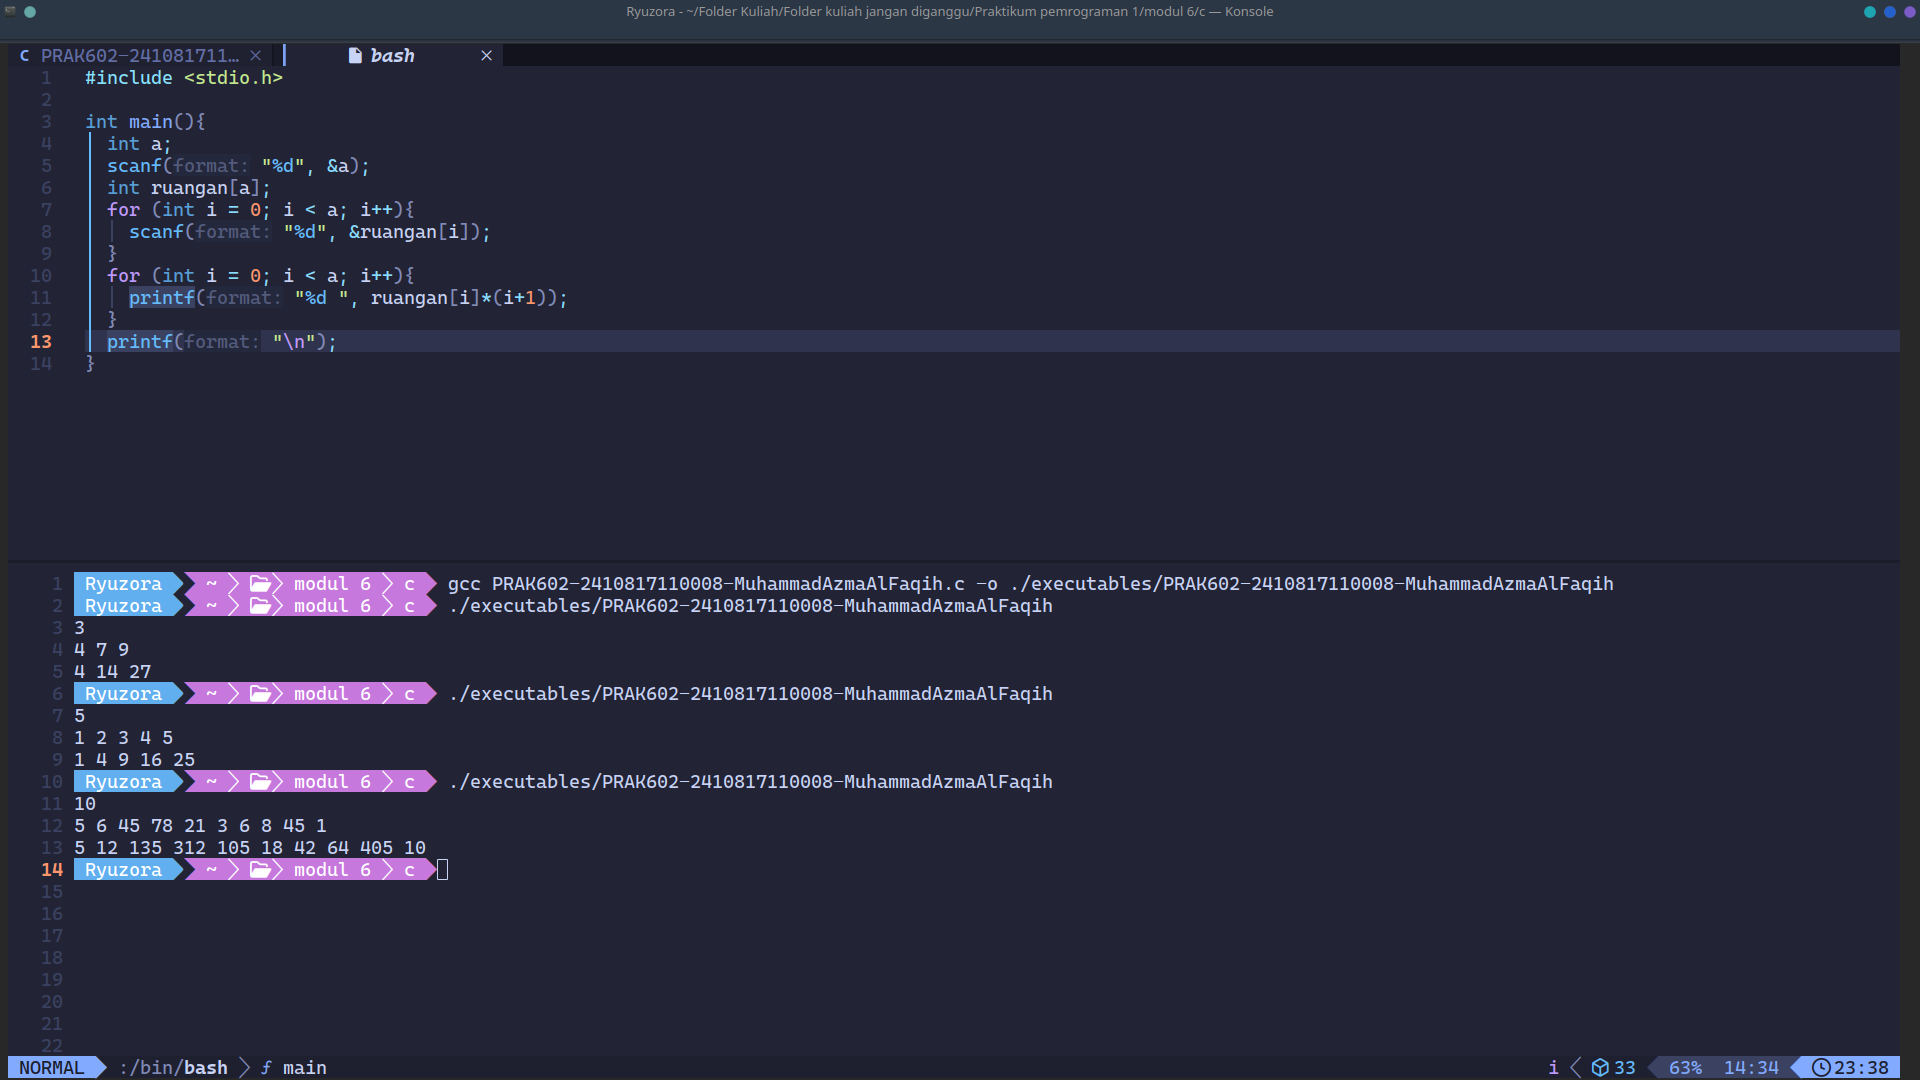 Ryuzora - ~/Folder Kuliah/Folder kuliah jangan diganggu/Praktikum pemrograman 1/modul 6/c — Konsole
C PRAK602-241081711… × bash ×
1 #include <stdio.h>
2
3 int main(){
4 int a;
5 scanf(format: "%d", &a);
6 int ruangan[a];
7 for (int i = 0; i < a; i++){
8 scanf(format: "%d", &ruangan[i]);
9 }
10 for (int i = 0; i < a; i++){
11 printf(format: "%d ", ruangan[i]*(i+1));
12 }
13 printf(format: "\n");
14 }
1 Ryuzora ~ modul 6 c gcc PRAK602-2410817110008-MuhammadAzmaAlFaqih.c -o ./executables/PRAK602-2410817110008-MuhammadAzmaAlFaqih
2 Ryuzora ~ modul 6 c ./executables/PRAK602-2410817110008-MuhammadAzmaAlFaqih
3 3
4 4 7 9
5 4 14 27
6 Ryuzora ~ modul 6 c ./executables/PRAK602-2410817110008-MuhammadAzmaAlFaqih
7 5
8 1 2 3 4 5
9 1 4 9 16 25
10 Ryuzora ~ modul 6 c ./executables/PRAK602-2410817110008-MuhammadAzmaAlFaqih
11 10
12 5 6 45 78 21 3 6 8 45 1
13 5 12 135 312 105 18 42 64 405 10
14 Ryuzora ~ modul 6 c
15
16
17
18
19
20
21
22
NORMAL :/bin/bash f main i 33 63% 14:34 23:38